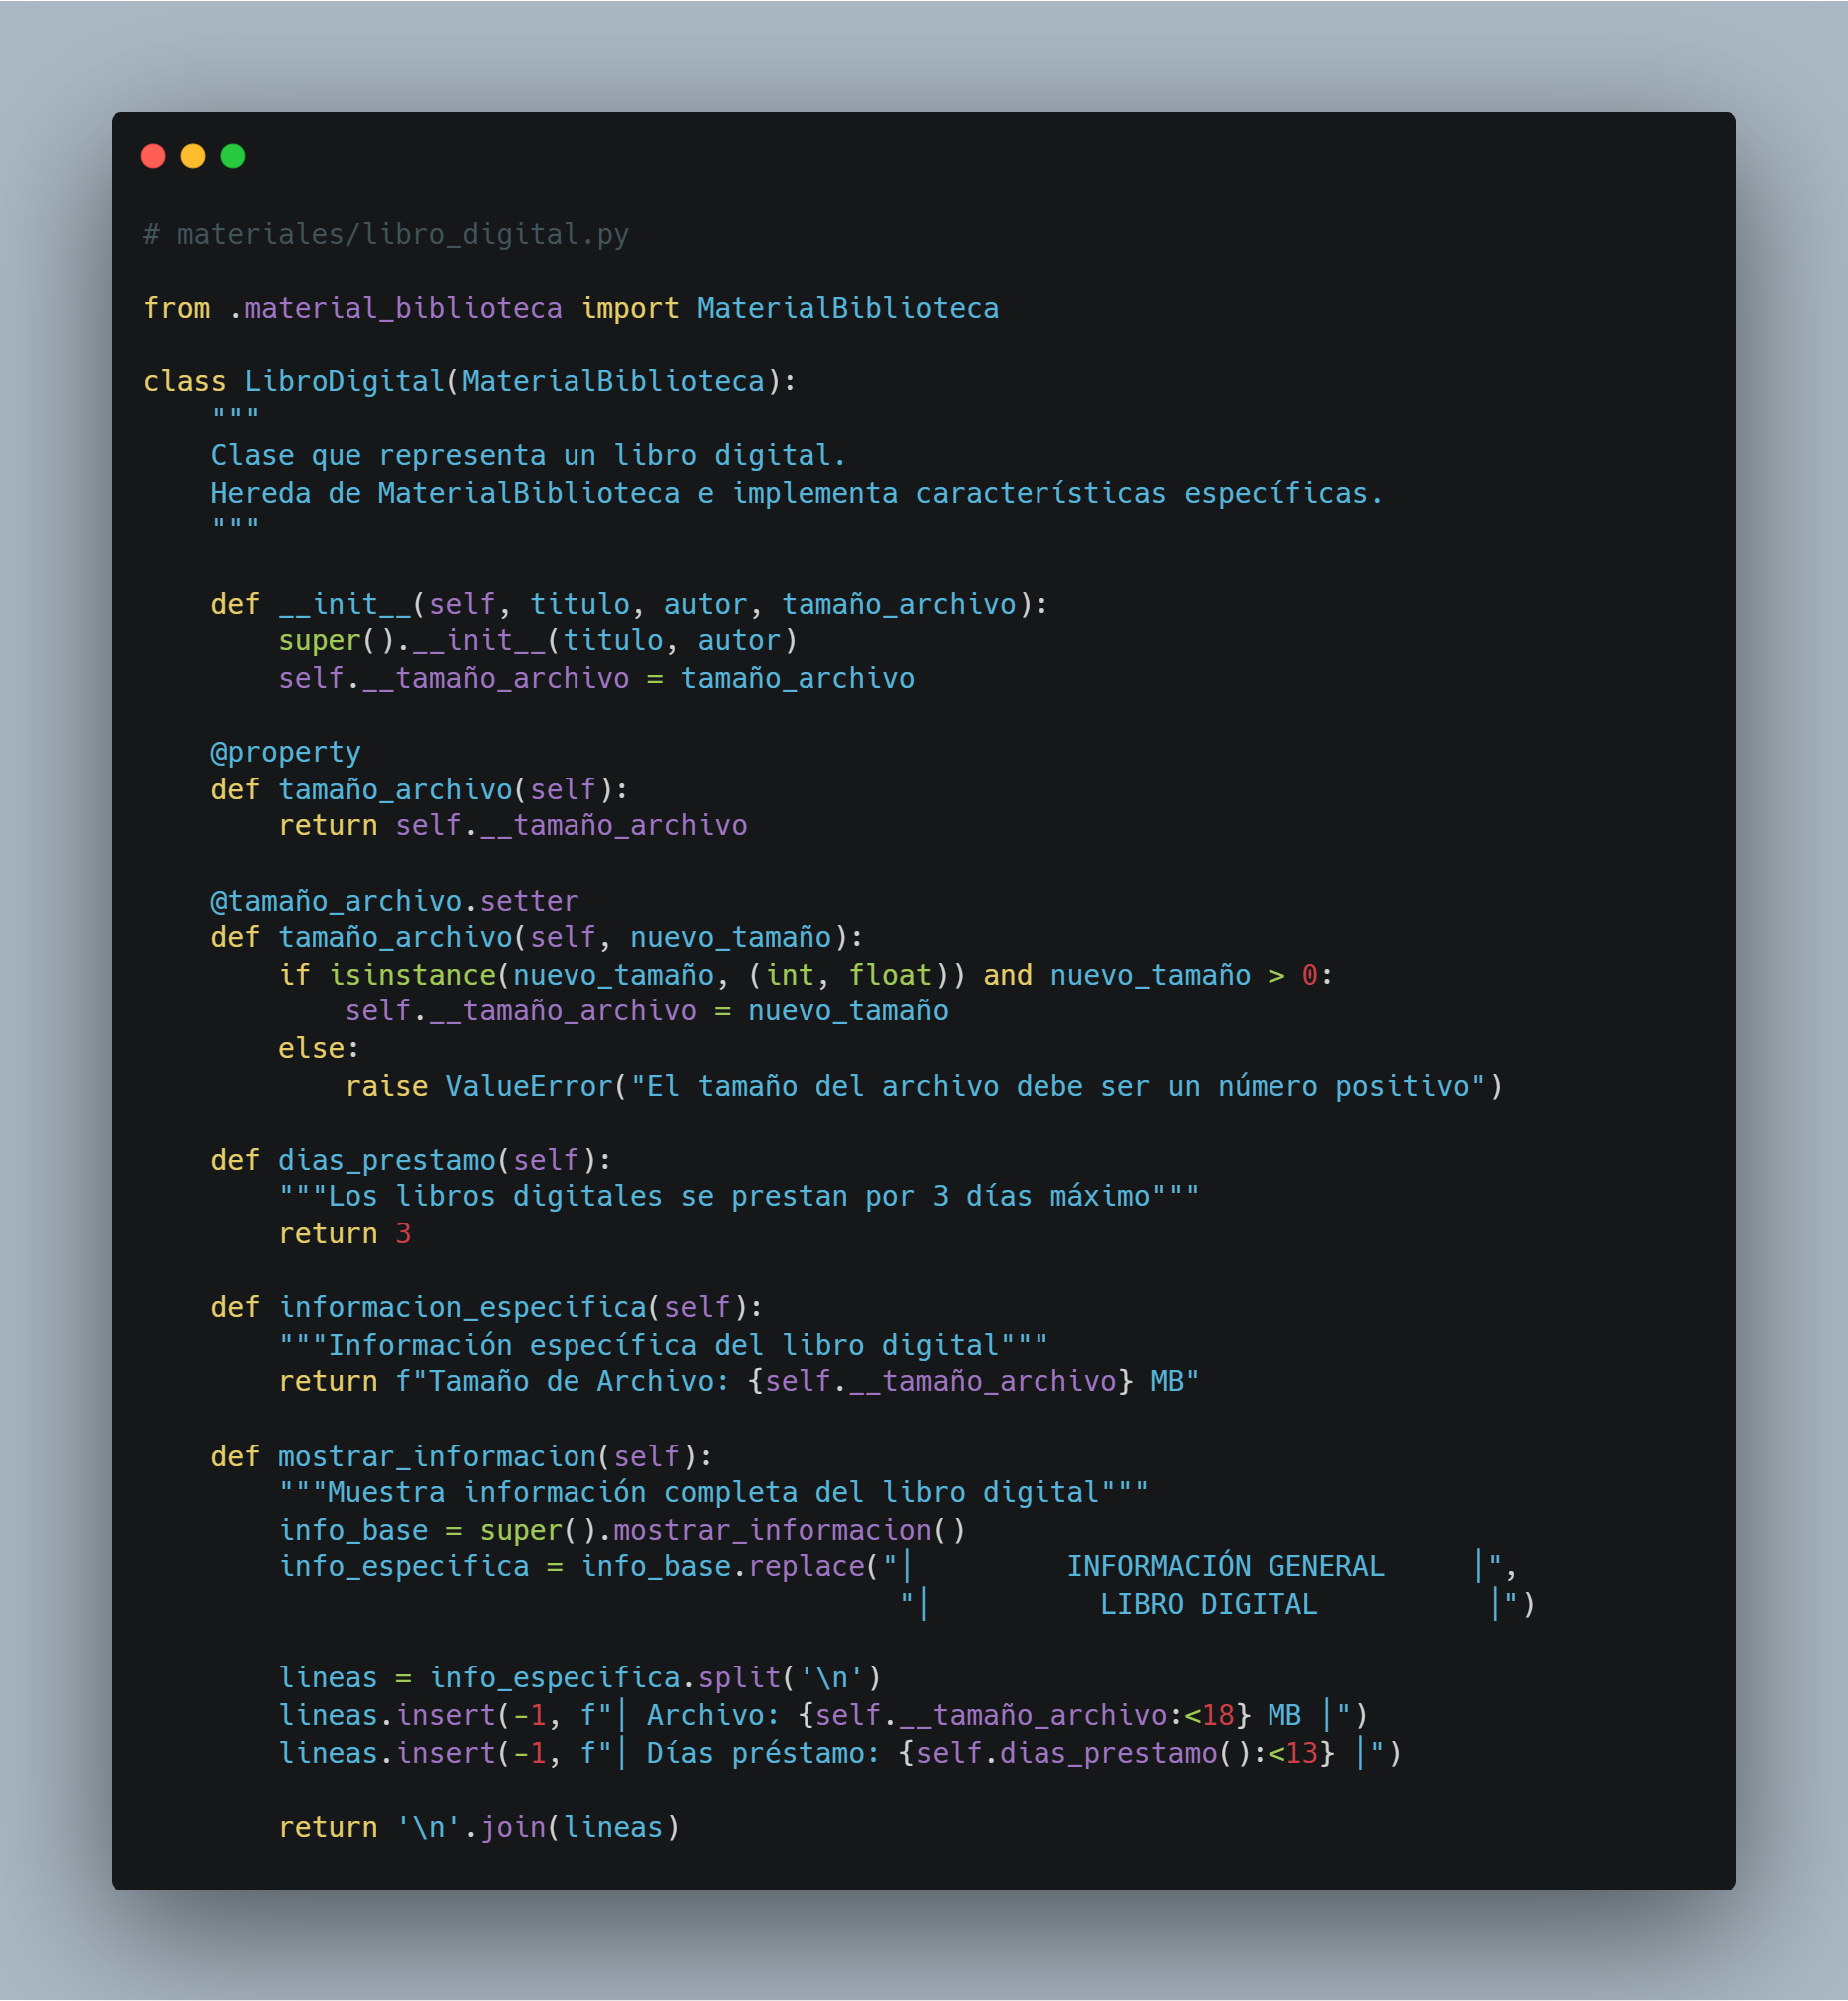 # materiales/libro_digital.py

from .material_biblioteca import MaterialBiblioteca

class LibroDigital(MaterialBiblioteca):
    """
    Clase que representa un libro digital.
    Hereda de MaterialBiblioteca e implementa características específicas.
    """

    def __init__(self, titulo, autor, tamaño_archivo):
        super().__init__(titulo, autor)
        self.__tamaño_archivo = tamaño_archivo

    @property
    def tamaño_archivo(self):
        return self.__tamaño_archivo

    @tamaño_archivo.setter
    def tamaño_archivo(self, nuevo_tamaño):
        if isinstance(nuevo_tamaño, (int, float)) and nuevo_tamaño > 0:
            self.__tamaño_archivo = nuevo_tamaño
        else:
            raise ValueError("El tamaño del archivo debe ser un número positivo")

    def dias_prestamo(self):
        """Los libros digitales se prestan por 3 días máximo"""
        return 3

    def informacion_especifica(self):
        """Información específica del libro digital"""
        return f"Tamaño de Archivo: {self.__tamaño_archivo} MB"

    def mostrar_informacion(self):
        """Muestra información completa del libro digital"""
        info_base = super().mostrar_informacion()
        info_especifica = info_base.replace("│         INFORMACIÓN GENERAL     │",
                                             "│          LIBRO DIGITAL          │")

        lineas = info_especifica.split('\n')
        lineas.insert(-1, f"│ Archivo: {self.__tamaño_archivo:<18} MB │")
        lineas.insert(-1, f"│ Días préstamo: {self.dias_prestamo():<13} │")

        return '\n'.join(lineas)